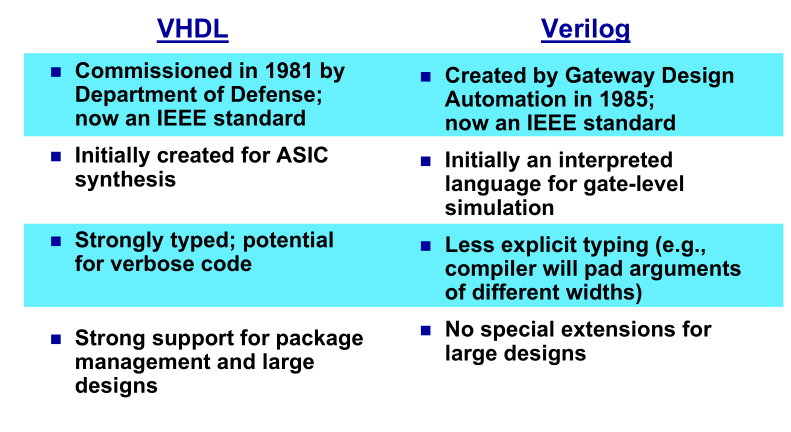 VHDL
Commissioned in 1981 by
Department of Defense;
now an IEEE standard
Initially created for ASIC
synthesis
Strongly typed; potential
for verbose code
Strong support for package
management and large
designs
Verilog
Created by Gateway Design
Automation in 1985;
now an IEEE standard
Initially an interpreted
language for gate-level
simulation
Less explicit typing (e.g.,
compiler will pad arguments
of different widths)
No special extensions for
large designs